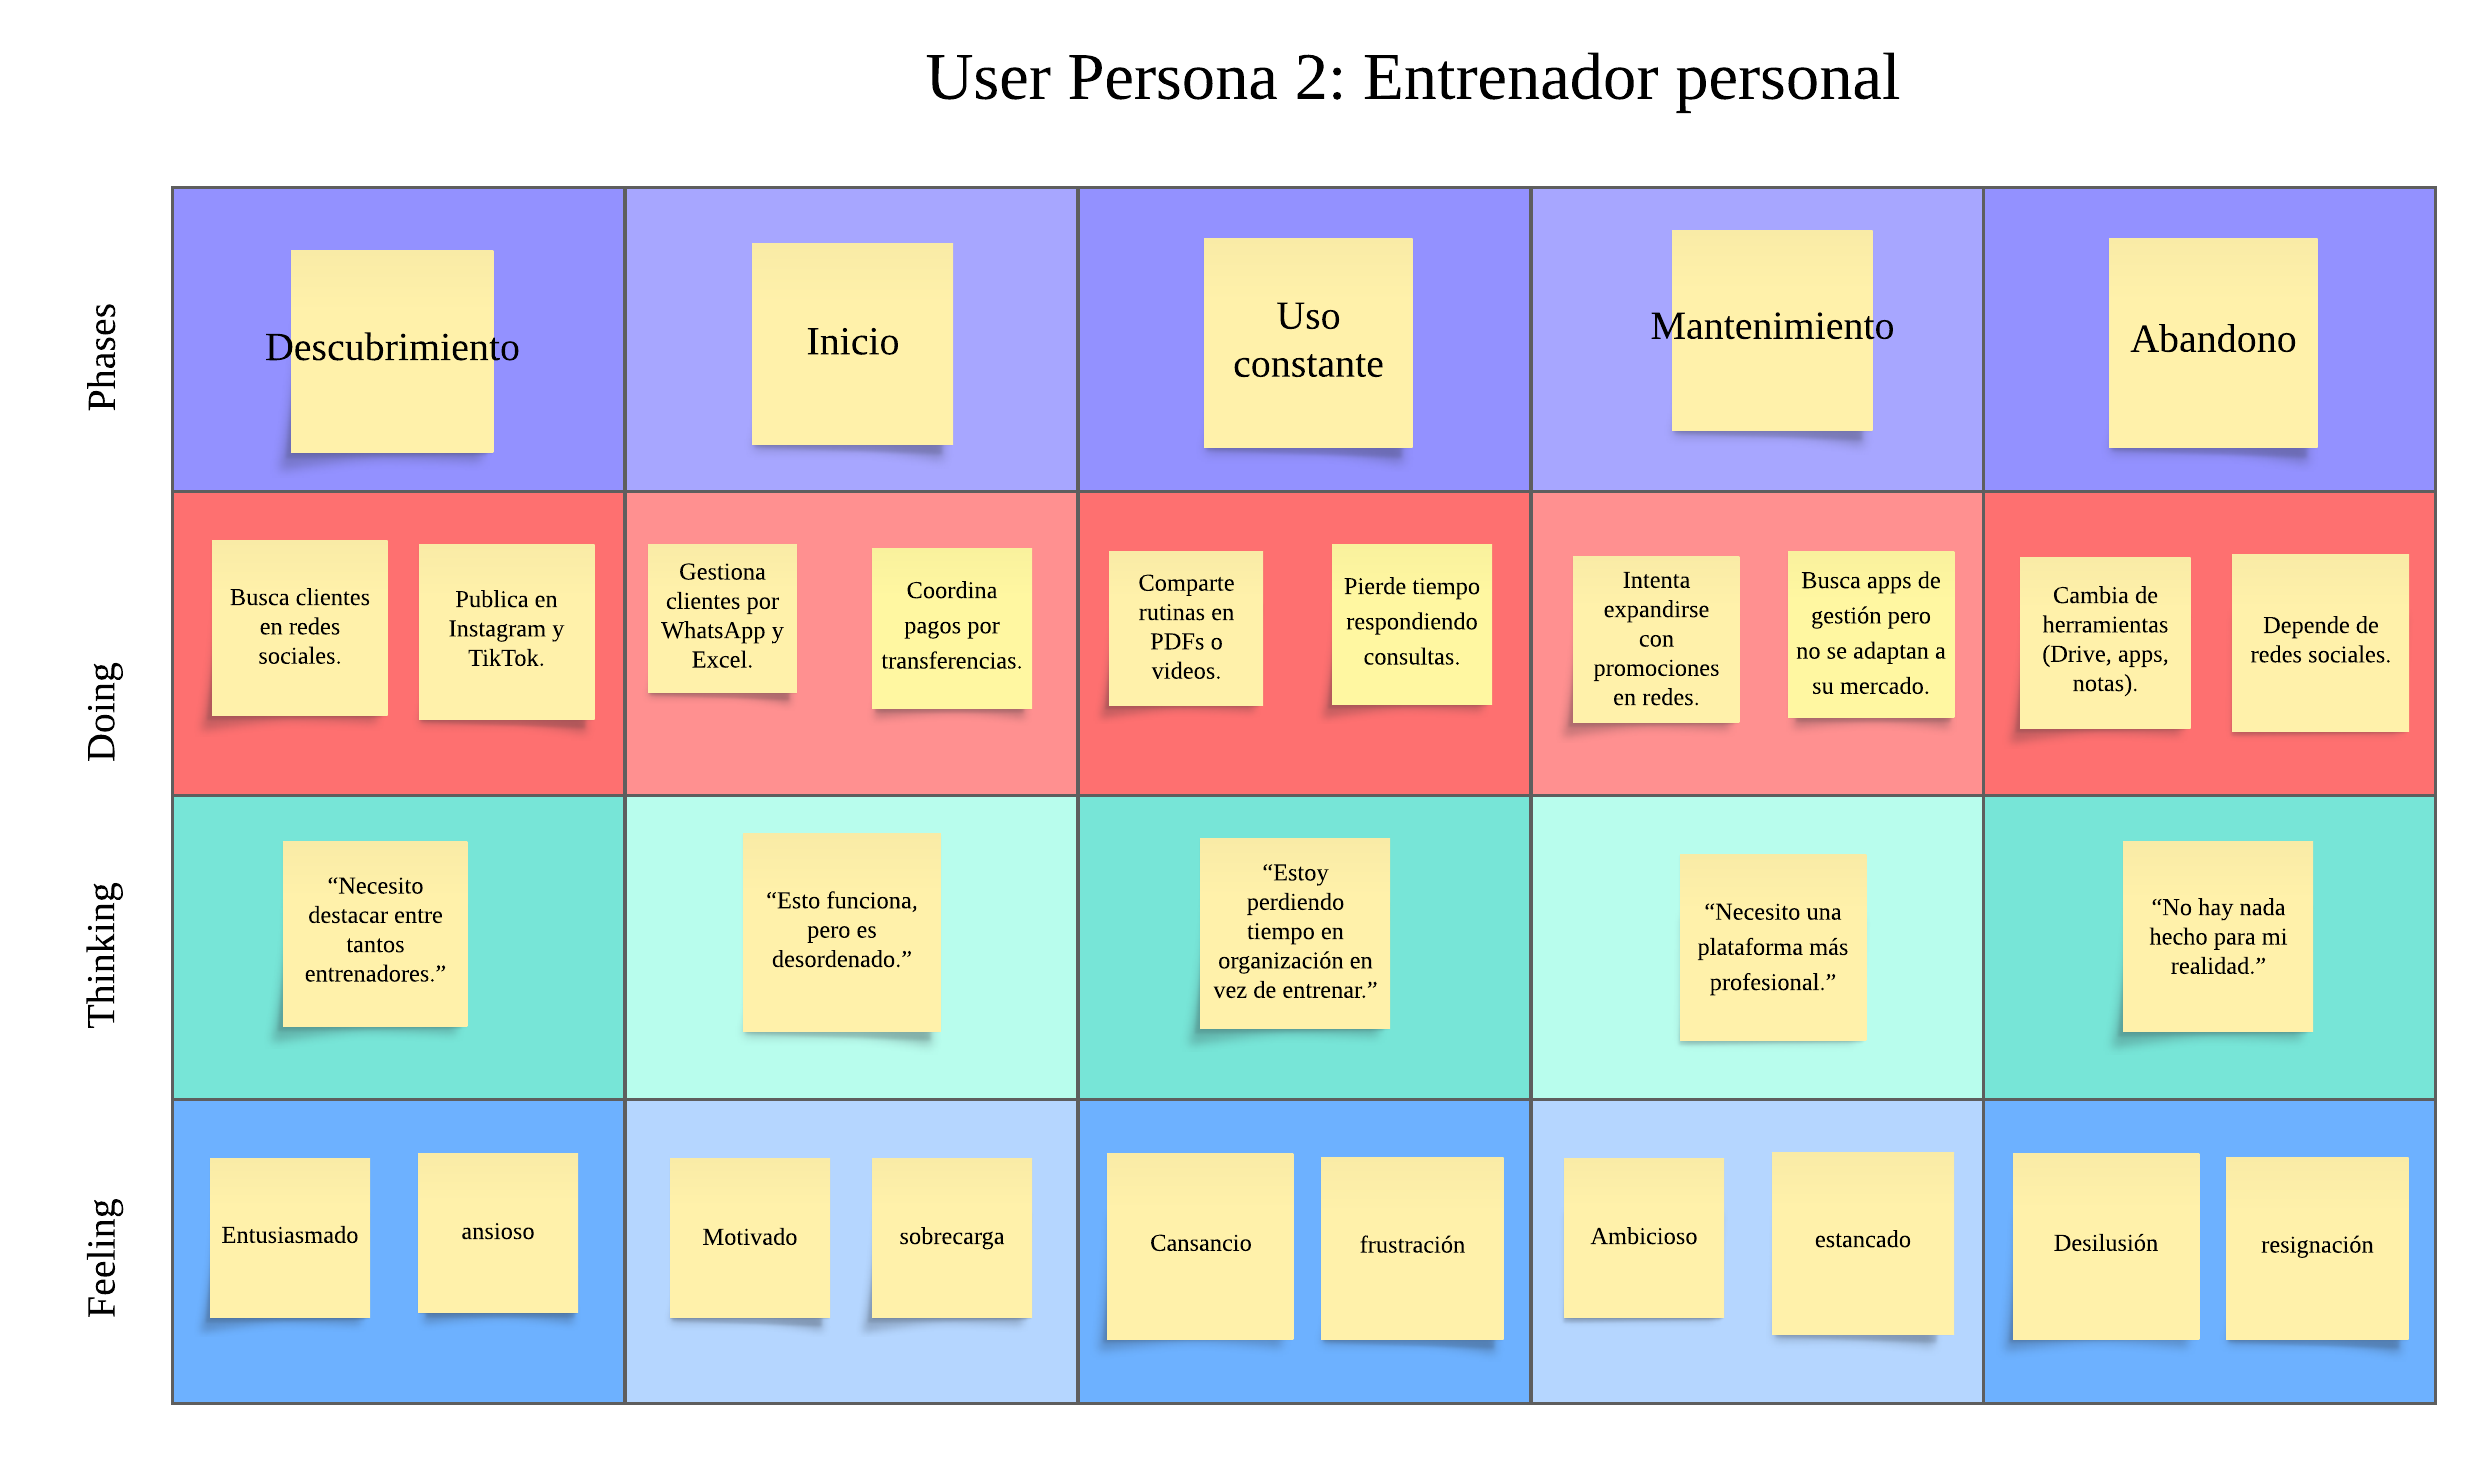 User Persona 2: Entrenador personal
Phases
Descubrimiento
Inicio
Uso
constante
Mantenimiento
Abandono
Doing
Busca clientes
en redes
sociales.
Publica en
Instagram y
TikTok.
Gestiona
clientes por
WhatsApp y
Excel.
Coordina
pagos por
transferencias.
Comparte
rutinas en
PDFs o
videos.
Pierde tiempo
respondiendo
consultas.
Intenta
expandirse
con
promociones
en redes.
Busca apps de
gestión pero
no se adaptan a
su mercado.
Cambia de
herramientas
(Drive, apps,
notas).
Depende de
redes sociales.
Thinking
“Necesito
destacar entre
tantos
entrenadores.”
“Esto funciona,
pero es
desordenado.”
“Estoy
perdiendo
tiempo en
organización en
vez de entrenar.”
“Necesito una
plataforma más
profesional.”
“No hay nada
hecho para mi
realidad.”
Feeling
Entusiasmado
ansioso
Motivado
sobrecarga
Cansancio
frustración
Ambicioso
estancado
Desilusión
resignación